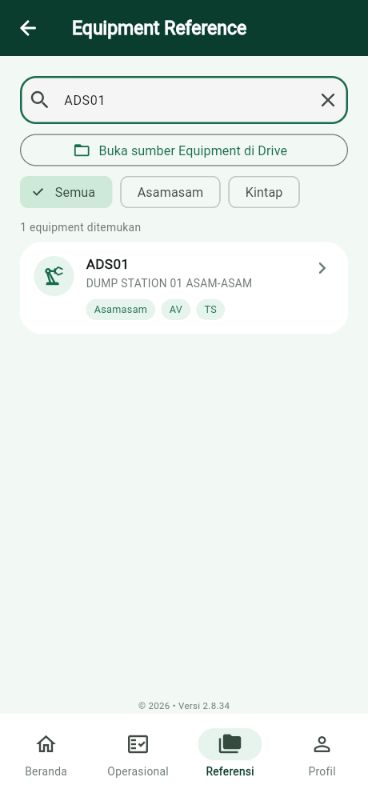 Equipment Reference
ADS01
Buka sumber Equipment di Drive
Semua
Asamasam
Kintap
1 equipment ditemukan
ADS01
DUMP STATION 01 ASAM-ASAM
Asamasam
AV
TS
© 2026 • Versi 2.8.34
Beranda
Operasional
Referensi
Profil